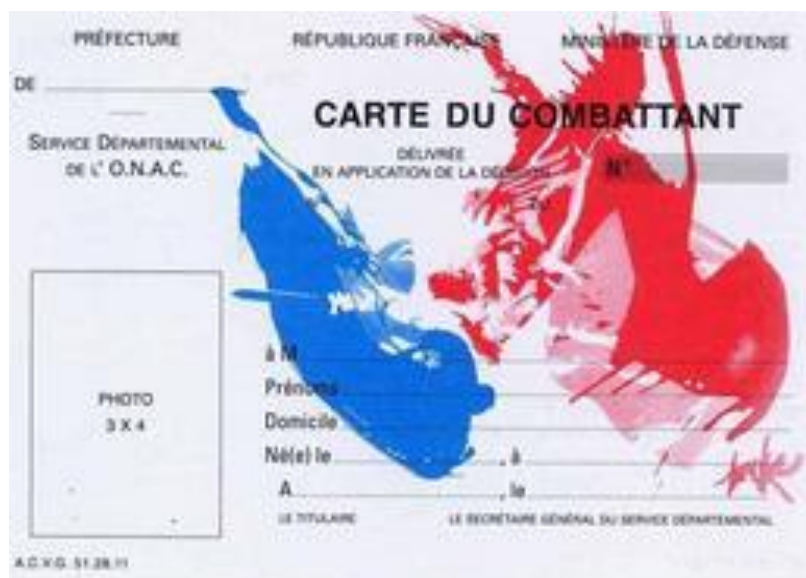 PRÉFECTURE
RÉPUBLIQUE FRANÇAISE
MINISTÈRE DE LA DÉFENSE
DE
CARTE DU COMBATTANT
SERVICE DÉPARTEMENTAL
DE L' O.N.A.C.
DÉLIVRÉE
EN APPLICATION DE LA DÉCISION
N°
à M
Prénoms
Domicile
Né(e) le , à
A , le
PHOTO
3 X 4
LE TITULAIRE
LE SECRÉTAIRE GÉNÉRAL DU SERVICE DÉPARTEMENTAL
A.C.V.G. 51.28.11